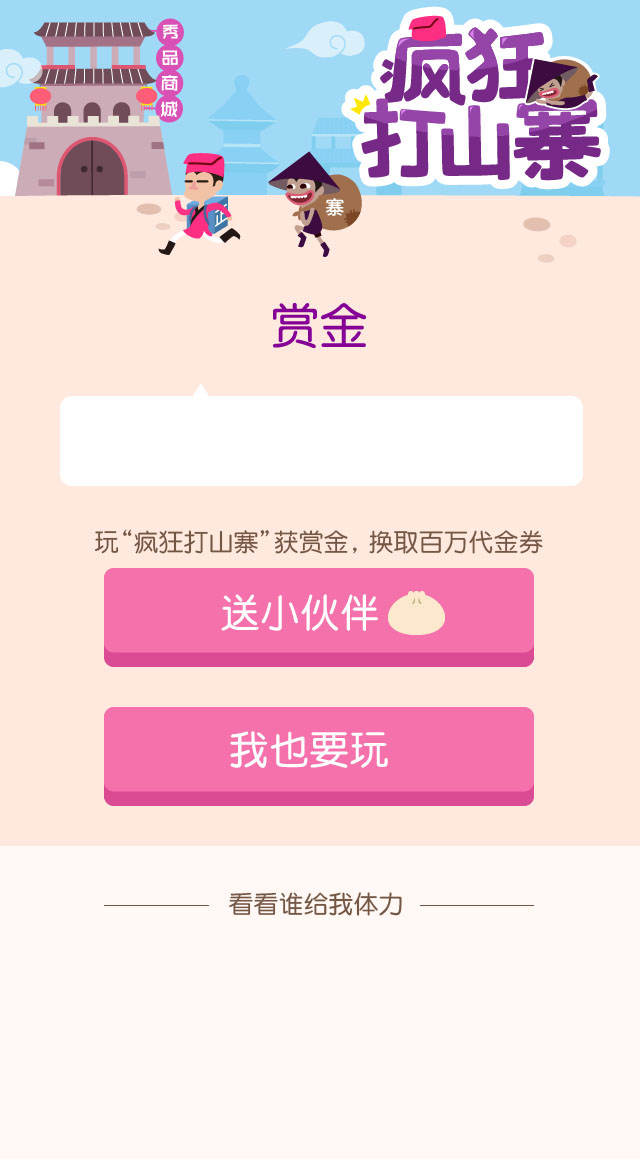 秀品商城
疯狂
打山寨
企
寨
赏金
玩“疯狂打山寨”获赏金，换取百万代金券
送小伙伴
我也要玩
看看谁给我体力